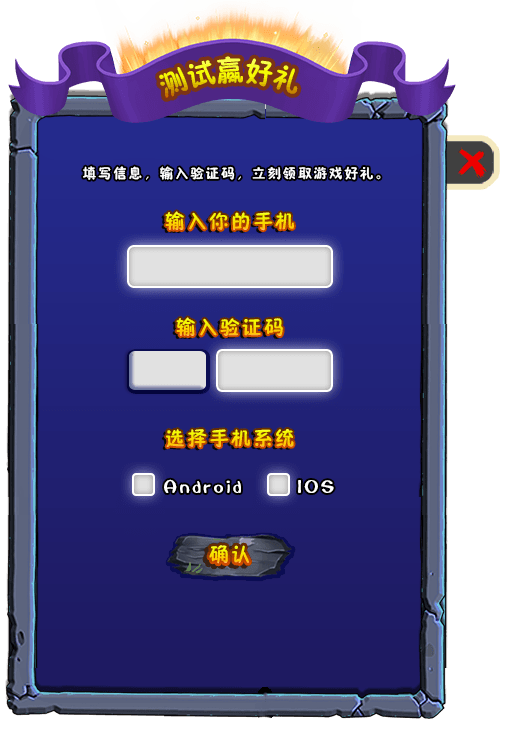 测试赢好礼
填写信息，输入验证码，立刻领取游戏好礼。
输入你的手机
输入验证码
选择手机系统
Android IOS
确认